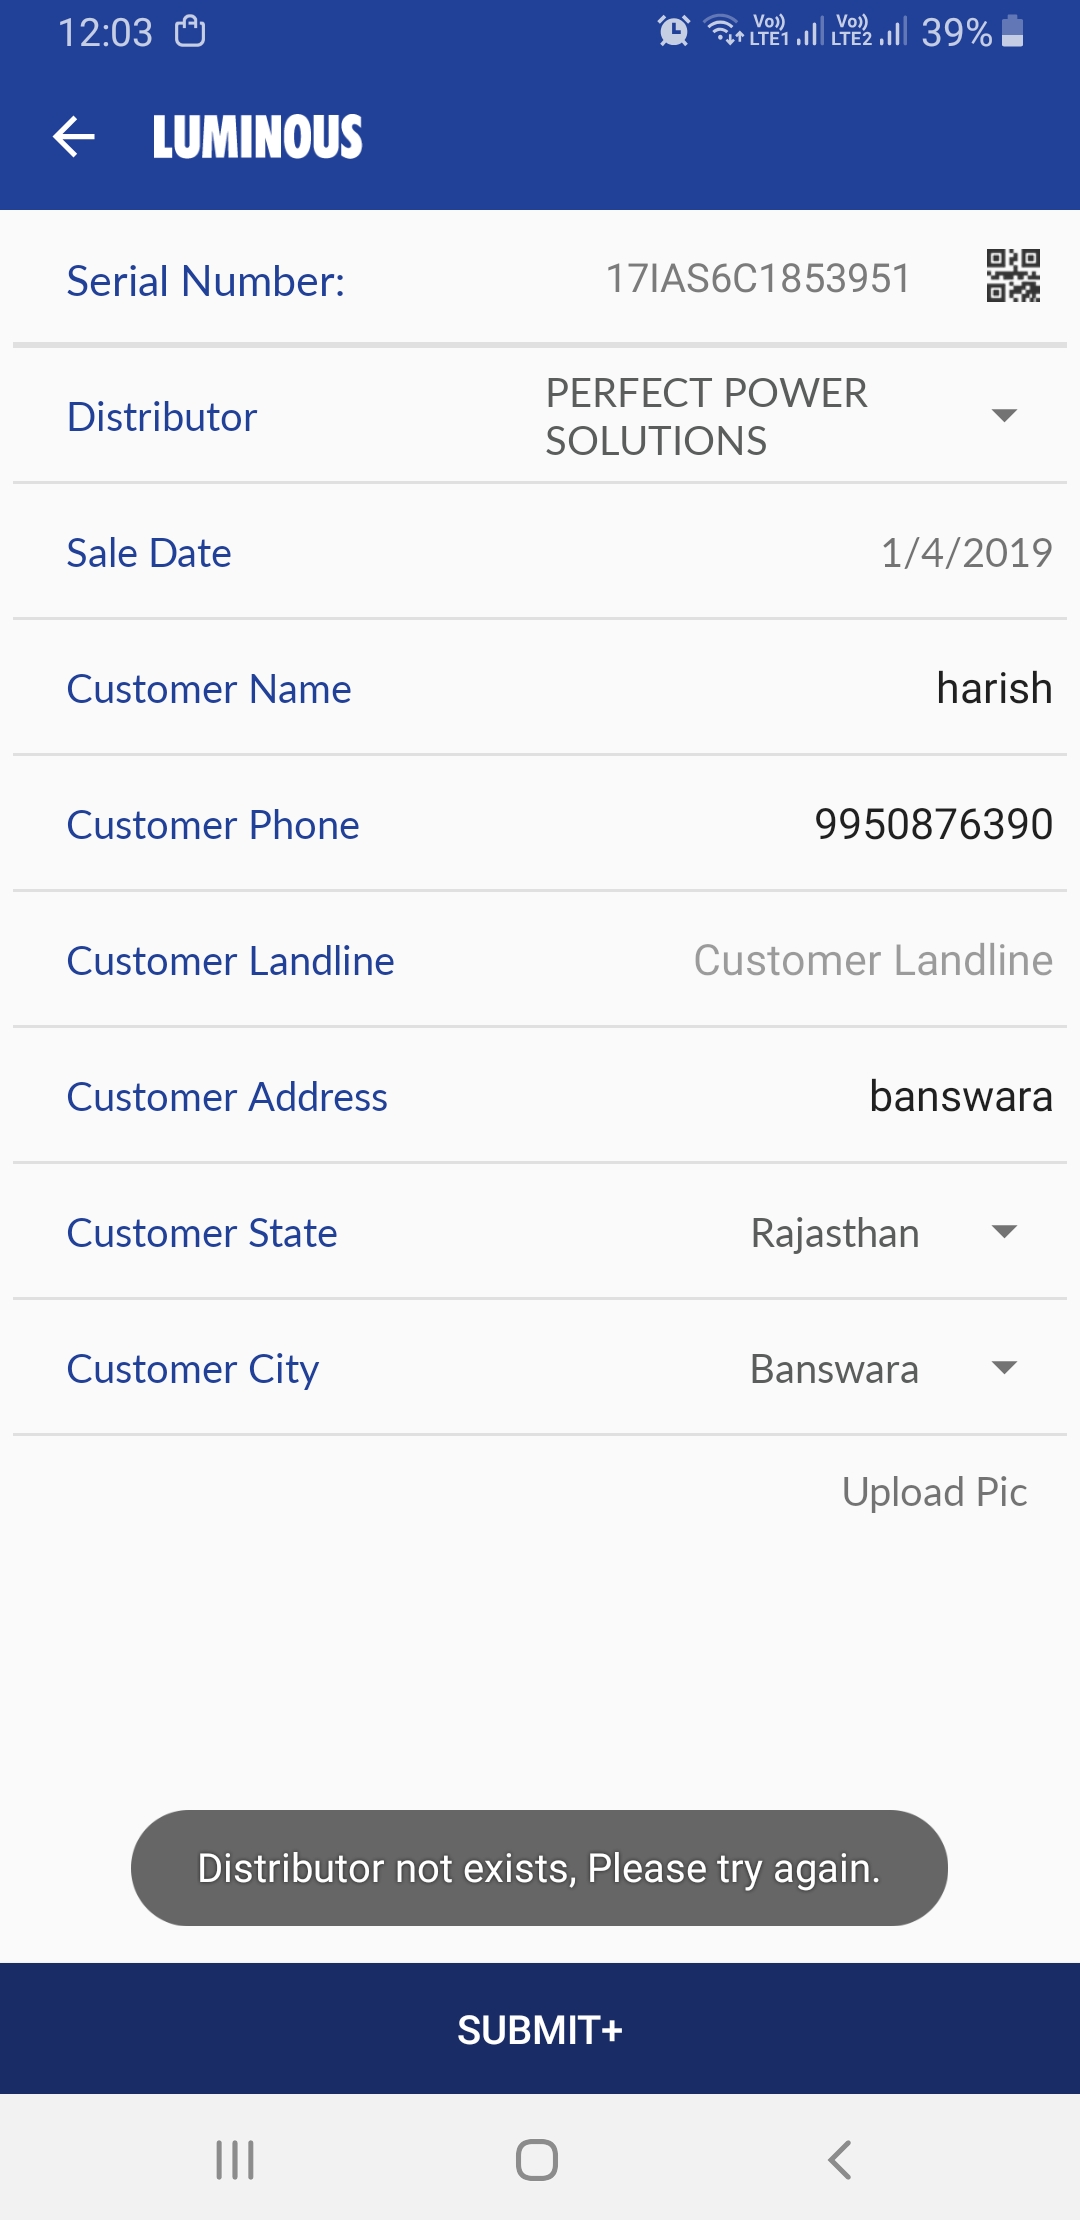 12:03
Vo)) LTE1 Vo)) LTE2 39%
LUMINOUS
Serial Number: 17IAS6C1853951
Distributor PERFECT POWER SOLUTIONS
Sale Date 1/4/2019
Customer Name harish
Customer Phone 9950876390
Customer Landline Customer Landline
Customer Address banswara
Customer State Rajasthan
Customer City Banswara
Upload Pic
Distributor not exists, Please try again.
SUBMIT+